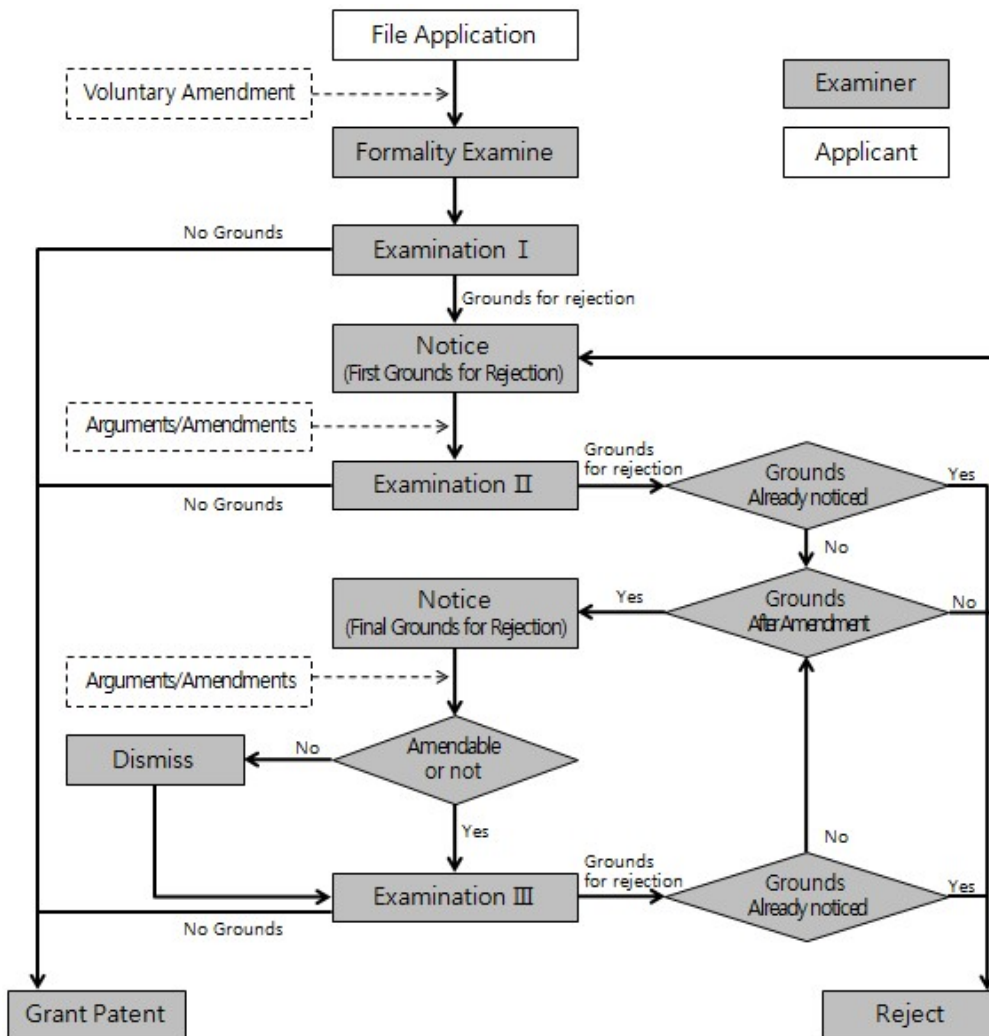 File Application
Voluntary Amendment
Examiner
Applicant
Formality Examine
No Grounds
Examination Ⅰ
Grounds for rejection
Notice
(First Grounds for Rejection)
Arguments/Amendments
Examination Ⅱ
Grounds
for rejection
Grounds
Already noticed
Yes
No Grounds
No
Notice
(Final Grounds for Rejection)
Yes
Grounds
After Amendment
No
Arguments/Amendments
Dismiss
No
Amendable
or not
Yes
No
Examination Ⅲ
Grounds
for rejection
Grounds
Already noticed
Yes
No Grounds
Grant Patent
Reject